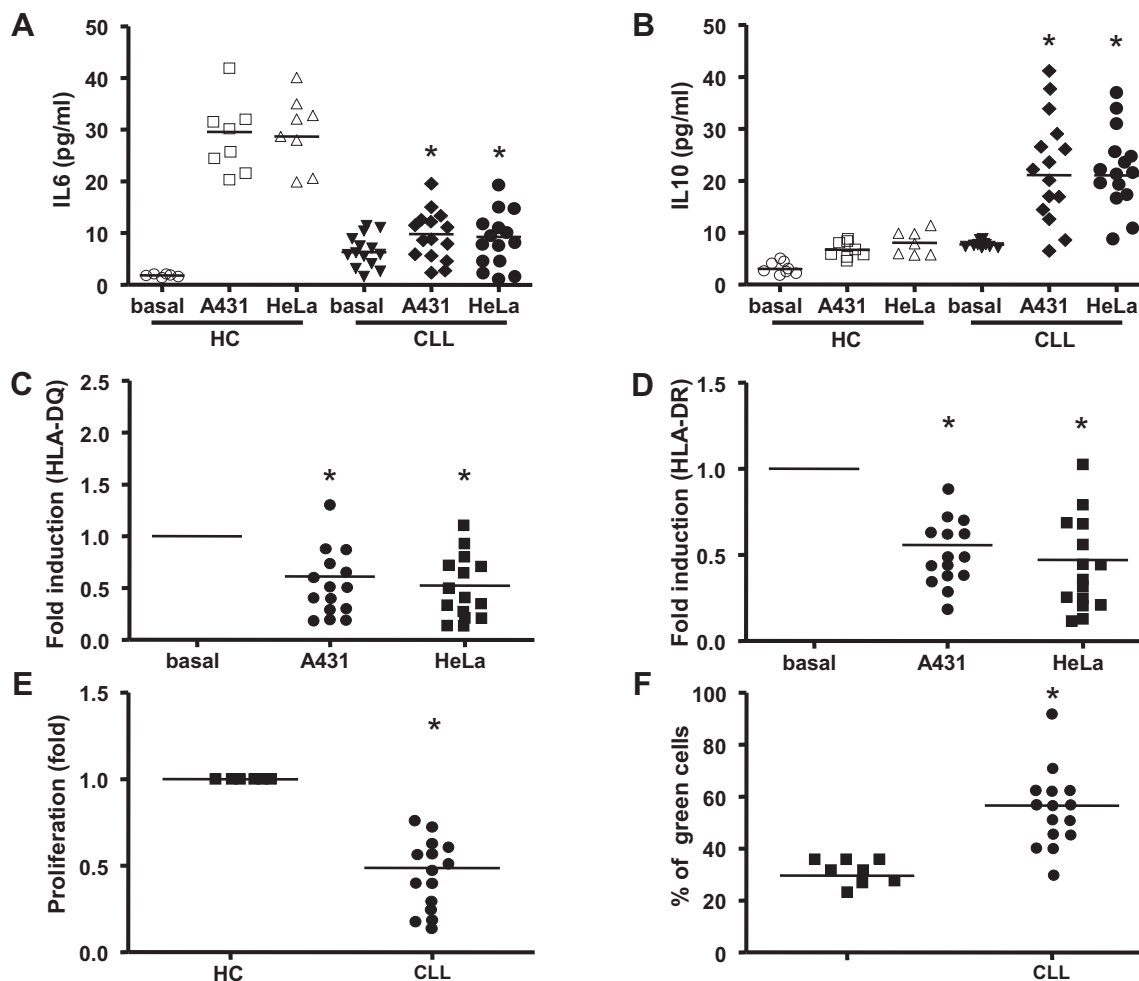 A
IL6 (pg/ml)
50
40
30
20
10
0
* *
basal A431 HeLa basal A431 HeLa
HC CLL
B
IL10 (pg/ml)
50
40
30
20
10
0
* *
basal A431 HeLa basal A431 HeLa
HC CLL
C
Fold induction (HLA-DQ)
2.5
2.0
1.5
1.0
0.5
0.0
* *
basal A431 HeLa
D
Fold induction (HLA-DR)
1.5
1.0
0.5
0.0
* *
basal A431 HeLa
E
Proliferation (fold)
1.5
1.0
0.5
0.0
*
HC CLL
F
% of green cells
100
80
60
40
20
0
*
CLL